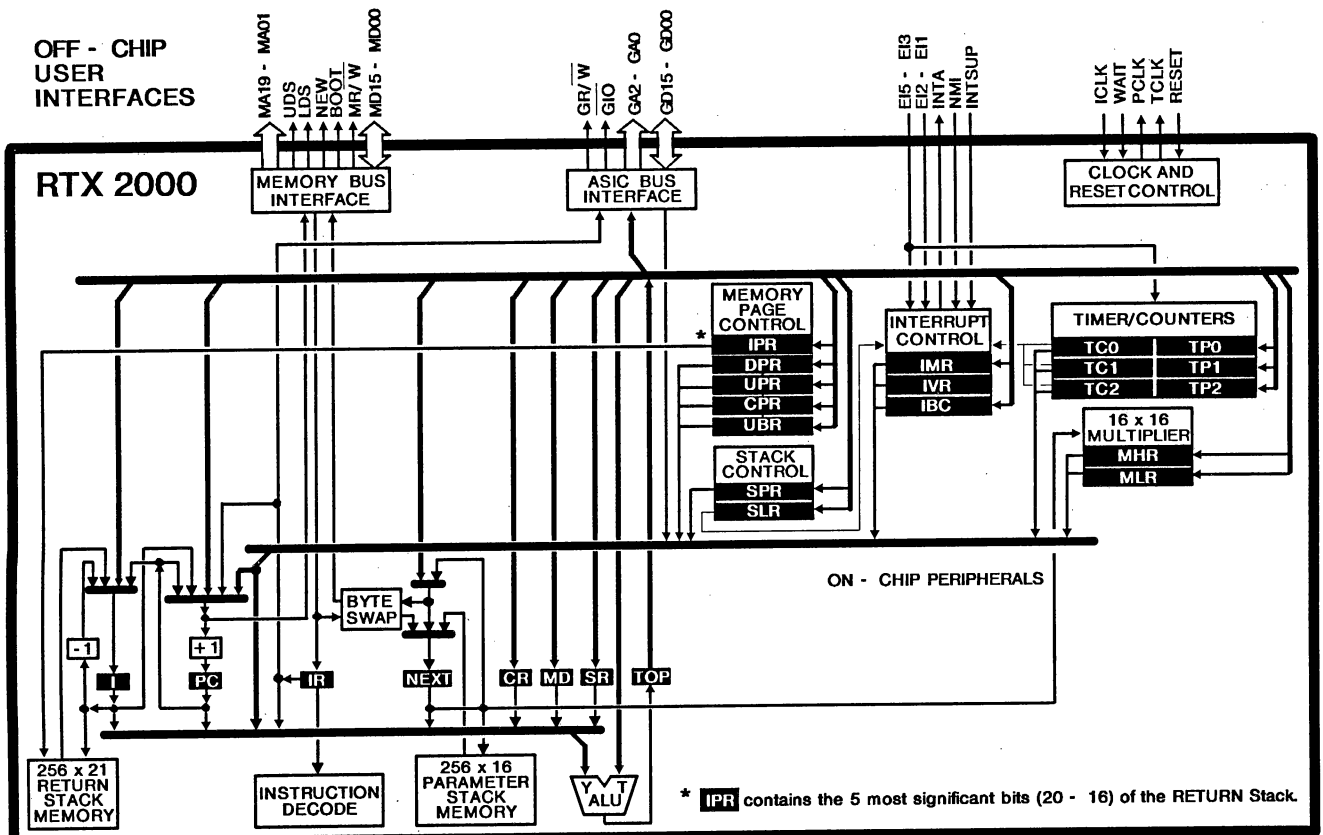 OFF - CHIP
USER
INTERFACES
MA19 - MA01
UDS
LDS
NEW
BOOT
MR/W
MD15 - MD00
GR/W
GIO
GA2 - GA0
GD15 - GD00
EI5 - EI3
EI2 - EI1
INTA
NMI
INTSUP
ICLK
WAIT
PCLK
TCLK
RESET
RTX 2000
MEMORY BUS
INTERFACE
ASIC BUS
INTERFACE
CLOCK AND
RESET CONTROL
MEMORY
PAGE
CONTROL
*
IPR
DPR
UPR
CPR
UBR
STACK
CONTROL
SPR
SLR
INTERRUPT
CONTROL
IMR
IVR
IBC
TIMER/COUNTERS
TC0 TP0
TC1 TP1
TC2 TP2
16 x 16
MULTIPLIER
MHR
MLR
ON - CHIP PERIPHERALS
BYTE
SWAP
-1
+1
I
PC
IR
NEXT
CR
MD
SR
TOP
256 x 21
RETURN
STACK
MEMORY
INSTRUCTION
DECODE
256 x 16
PARAMETER
STACK
MEMORY
Y T
ALU
* IPR contains the 5 most significant bits (20 - 16) of the RETURN Stack.